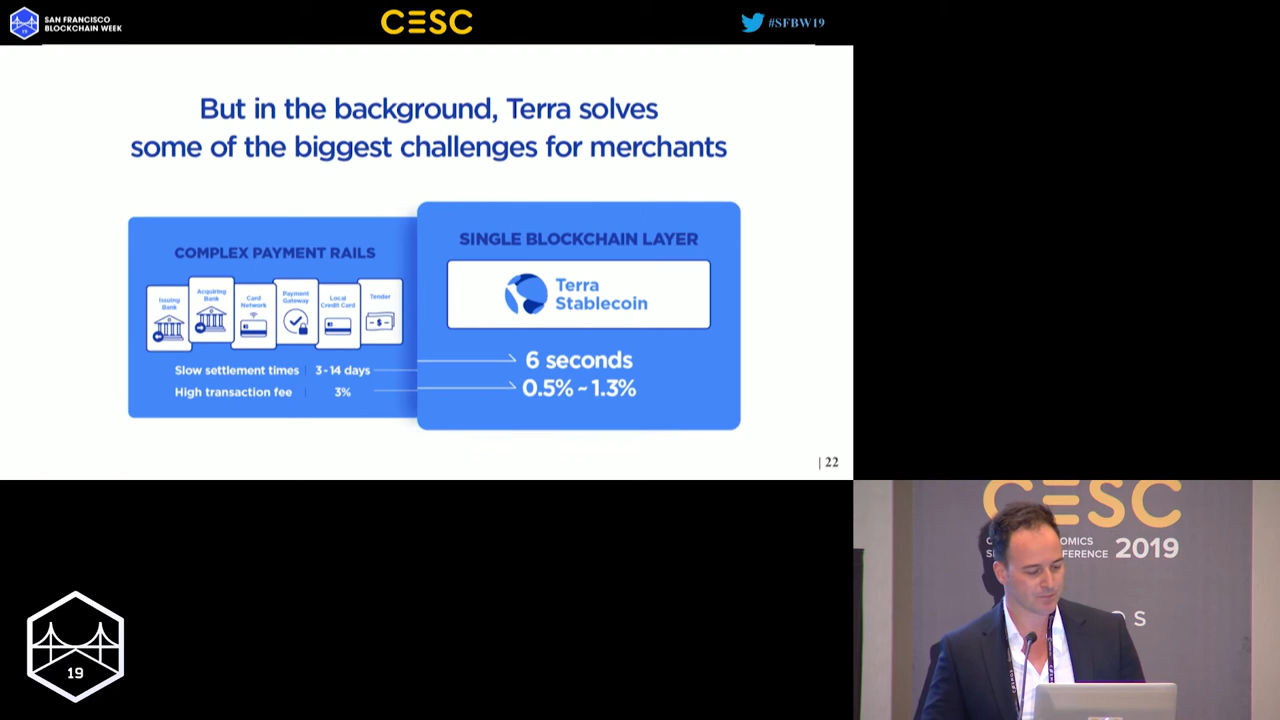 SAN FRANCISCO
BLOCKCHAIN WEEK
19
CESC
#SFBW19
But in the background, Terra solves
some of the biggest challenges for merchants
COMPLEX PAYMENT RAILS
Issuing
Bank
Acquiring
Bank
Card
Network
Payment
Gateway
Local
Credit Card
Tender
-$-
Slow settlement times | 3-14 days
High transaction fee | 3%
SINGLE BLOCKCHAIN LAYER
Terra
Stablecoin
6 seconds
0.5% ~ 1.3%
| 22
CESC
OMICS
FERENCE 2019
S
19